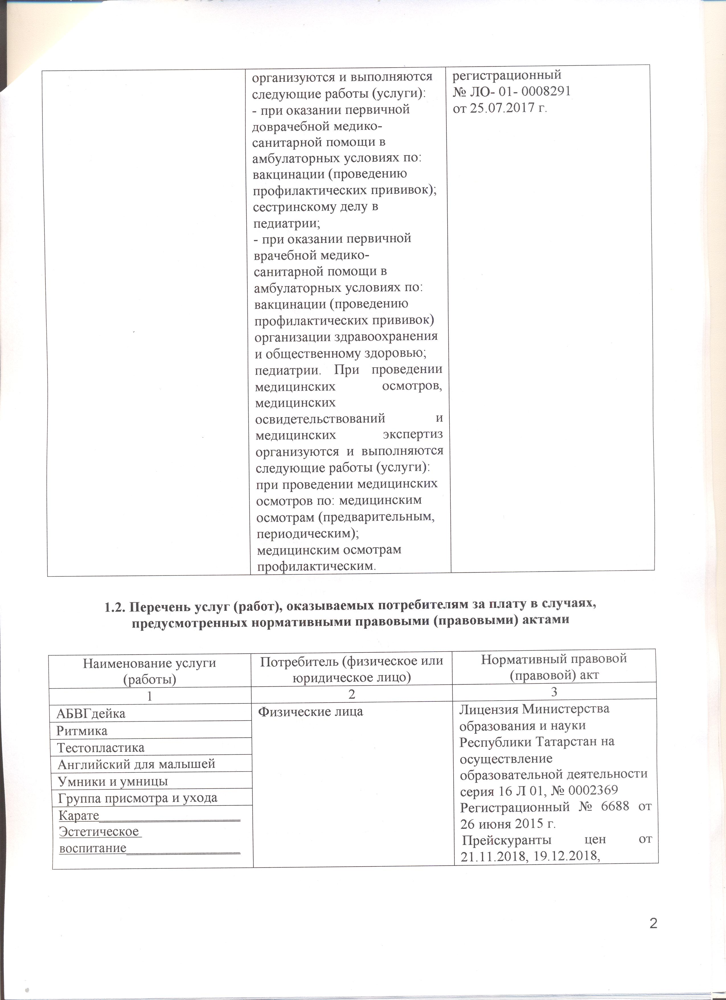 организуются и выполняются
следующие работы (услуги):
- при оказании первичной
доврачебной медико-
санитарной помощи в
амбулаторных условиях по:
вакцинации (проведению
профилактических прививок);
сестринскому делу в
педиатрии;
- при оказании первичной
врачебной медико-
санитарной помощи в
амбулаторных условиях по:
вакцинации (проведению
профилактических прививок)
организации здравоохранения
и общественному здоровью;
педиатрии. При проведении
медицинских осмотров,
медицинских
освидетельствований и
медицинских экспертиз
организуются и выполняются
следующие работы (услуги):
при проведении медицинских
осмотров по: медицинским
осмотрам (предварительным,
периодическим);
медицинским осмотрам
профилактическим.
регистрационный
№ ЛО- 01- 0008291
от 25.07.2017 г.
1.2. Перечень услуг (работ), оказываемых потребителям за плату в случаях,
предусмотренных нормативными правовыми (правовыми) актами
Наименование услуги
(работы)
Потребитель (физическое или
юридическое лицо)
Нормативный правовой
(правовой) акт
1
2
3
АБВГдейка
Ритмика
Тестопластика
Английский для малышей
Умники и умницы
Группа присмотра и ухода
Карате
Эстетическое
воспитание
Физические лица
Лицензия Министерства
образования и науки
Республики Татарстан на
осуществление
образовательной деятельности
серия 16 Л 01, № 0002369
Регистрационный № 6688 от
26 июня 2015 г.
Прейскуранты цен от
21.11.2018, 19.12.2018,
2